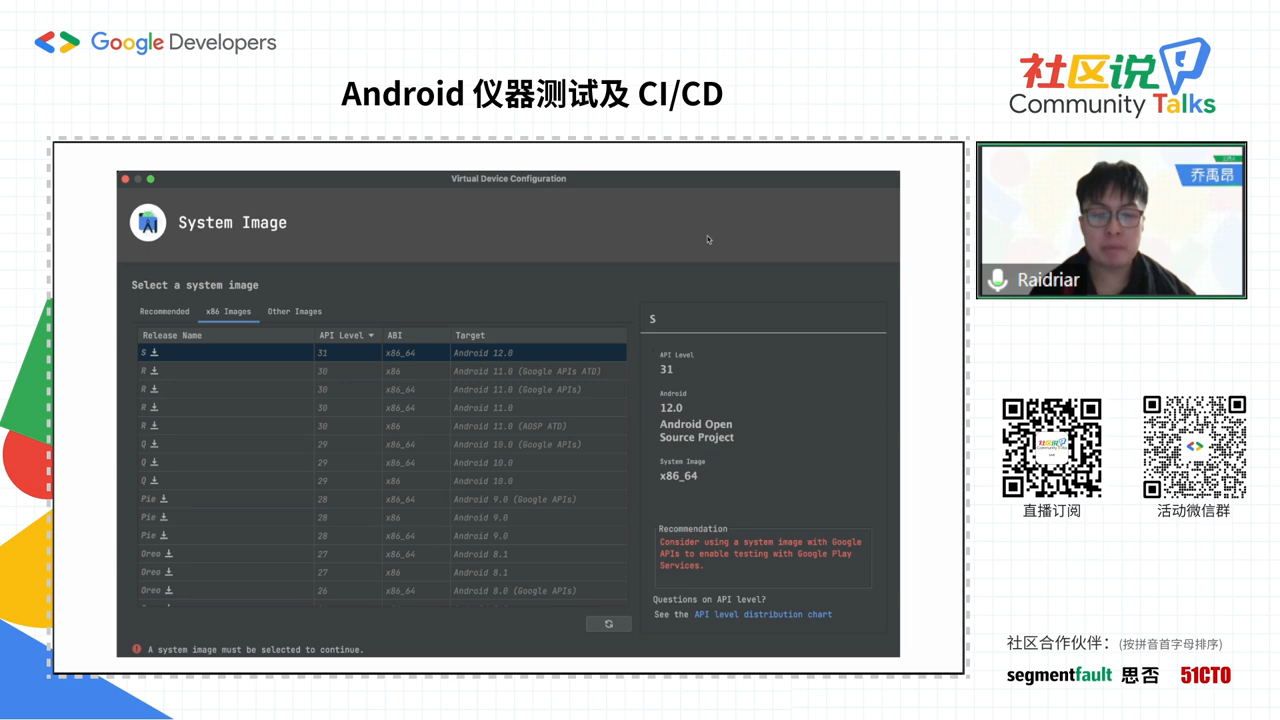 Google Developers
社区说
Community Talks
Android 仪器测试及 CI/CD
Virtual Device Configuration
System Image
Select a system image
Recommended x86 Images Other Images
Release Name API Level ABI Target
S 31 x86_64 Android 12.0
R 30 x86 Android 11.0 (Google APIs ATD)
R 30 x86_64 Android 11.0 (Google APIs)
R 30 x86_64 Android 11.0
R 30 x86 Android 11.0 (AOSP ATD)
Q 29 x86_64 Android 10.0 (Google APIs)
Q 29 x86_64 Android 10.0
Q 29 x86 Android 10.0
Pie 28 x86_64 Android 9.0 (Google APIs)
Pie 28 x86 Android 9.0
Pie 28 x86_64 Android 9.0
Oreo 27 x86_64 Android 8.1
Oreo 27 x86 Android 8.1
Oreo 26 x86_64 Android 8.0 (Google APIs)
S
API Level
31
Android
12.0
Android Open
Source Project
System Image
x86_64
Recommendation
Consider using a system image with Google
APIs to enable testing with Google Play
Services.
Questions on API level?
See the API level distribution chart
A system image must be selected to continue.
乔禹昂
Raidriar
直播订阅
活动微信群
社区合作伙伴：(按拼音首字母排序)
segmentfault 思否 51CTO